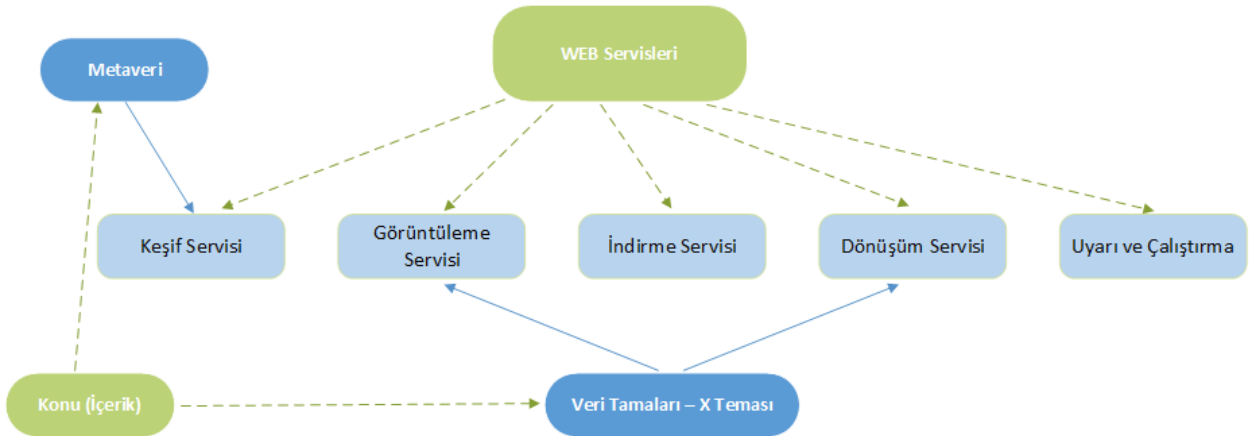 Metaveri
WEB Servisleri
Keşif Servisi
Görüntüleme
Servisi
İndirme Servisi
Dönüşüm Servisi
Uyarı ve Çalıştırma
Konu (İçerik)
Veri Tamaları – X Teması